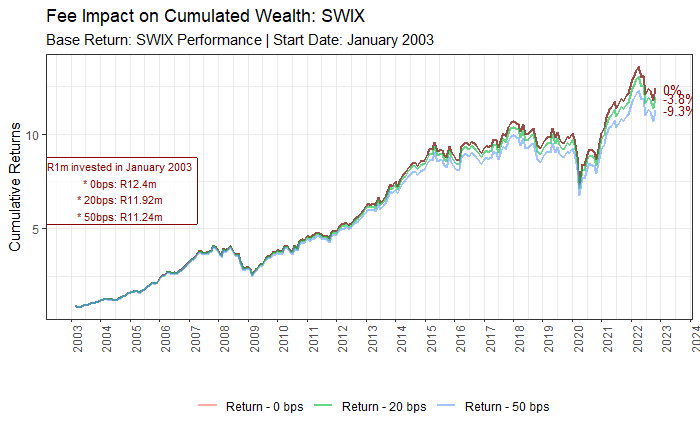 Fee Impact on Cumulated Wealth: SWIX
Base Return: SWIX Performance | Start Date: January 2003
Cumulative Returns
10
5
R1m invested in January 2003
* 0bps: R12.4m
* 20bps: R11.92m
* 50bps: R11.24m
0%
-3.8%
-9.3%
2003
2004
2005
2006
2007
2008
2009
2010
2011
2012
2013
2014
2015
2016
2017
2018
2019
2020
2021
2022
2023
2024
Return - 0 bps
Return - 20 bps
Return - 50 bps